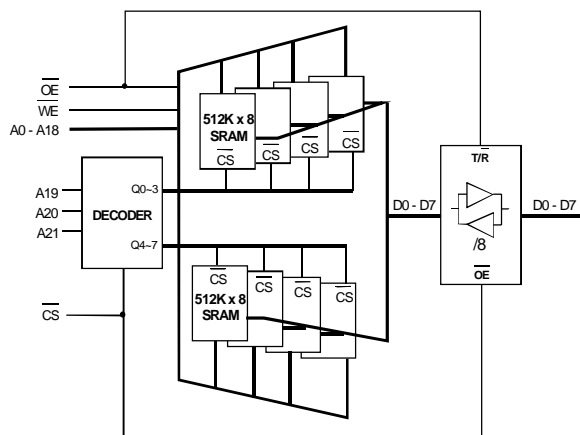 OE
WE
A0 - A18
512K x 8
SRAM
CS
CS
CS
CS
T/R
A19
A20
A21
DECODER
Q0~3
Q4~7
D0 - D7
/8
OE
D0 - D7
CS
CS
CS
CS
CS
512K x 8
SRAM